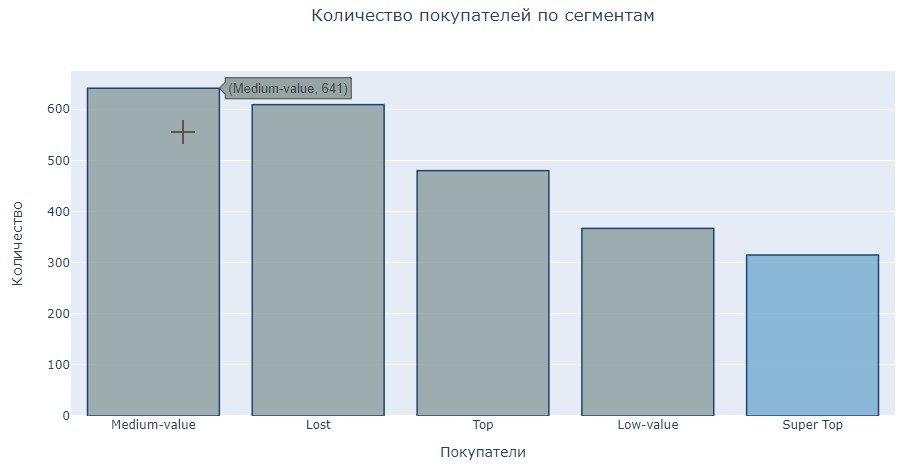 Количество покупателей по сегментам
(Medium-value, 641)
Количество
600
500
400
300
200
100
0
Medium-value Lost Top Low-value Super Top
Покупатели